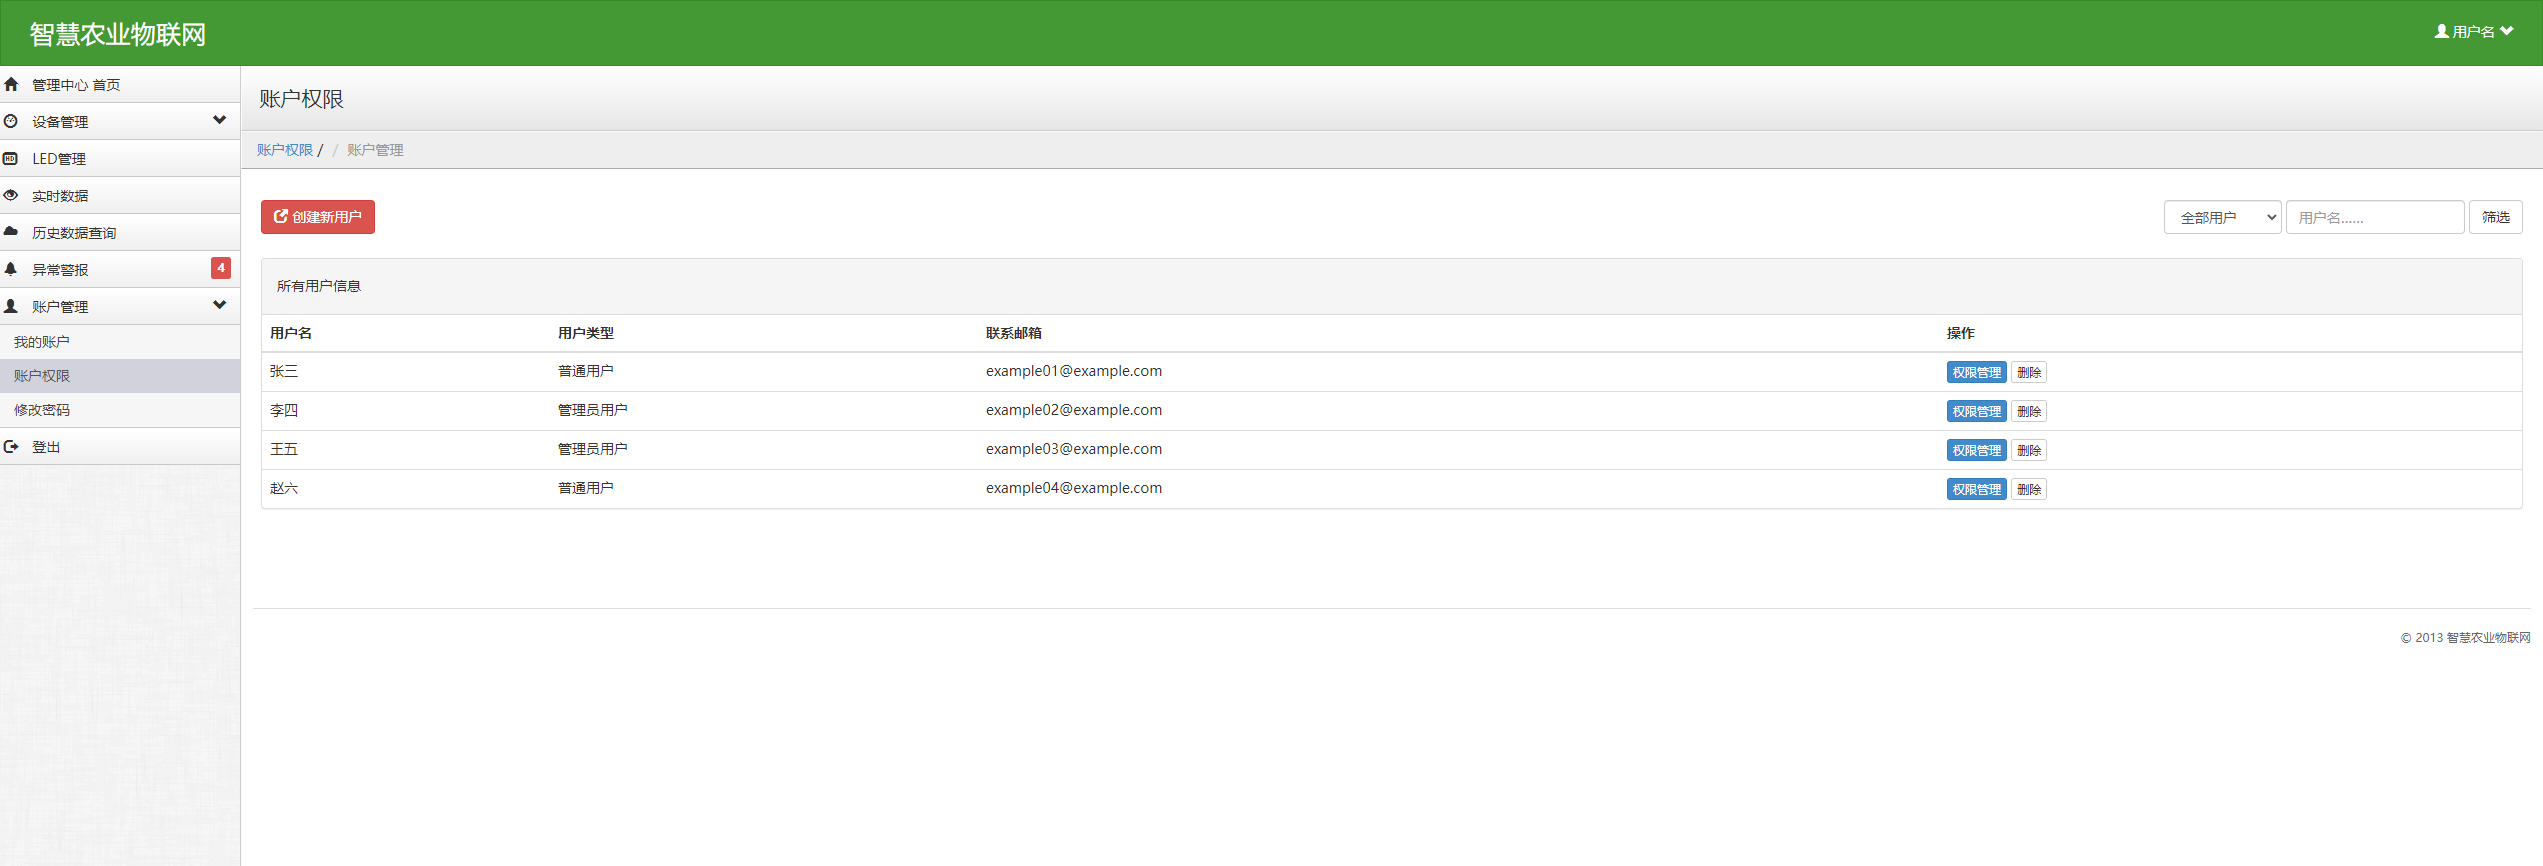 智慧农业物联网
用户名
管理中心 首页
设备管理
LED管理
实时数据
历史数据查询
异常警报 4
账户管理
我的账户
账户权限
修改密码
登出
账户权限
账户权限 / / 账户管理
创建新用户 全部用户 用户名...... 筛选
所有用户信息
用户名 用户类型 联系邮箱 操作
张三 普通用户 example01@example.com 权限管理 删除
李四 管理员用户 example02@example.com 权限管理 删除
王五 管理员用户 example03@example.com 权限管理 删除
赵六 普通用户 example04@example.com 权限管理 删除
© 2013 智慧农业物联网